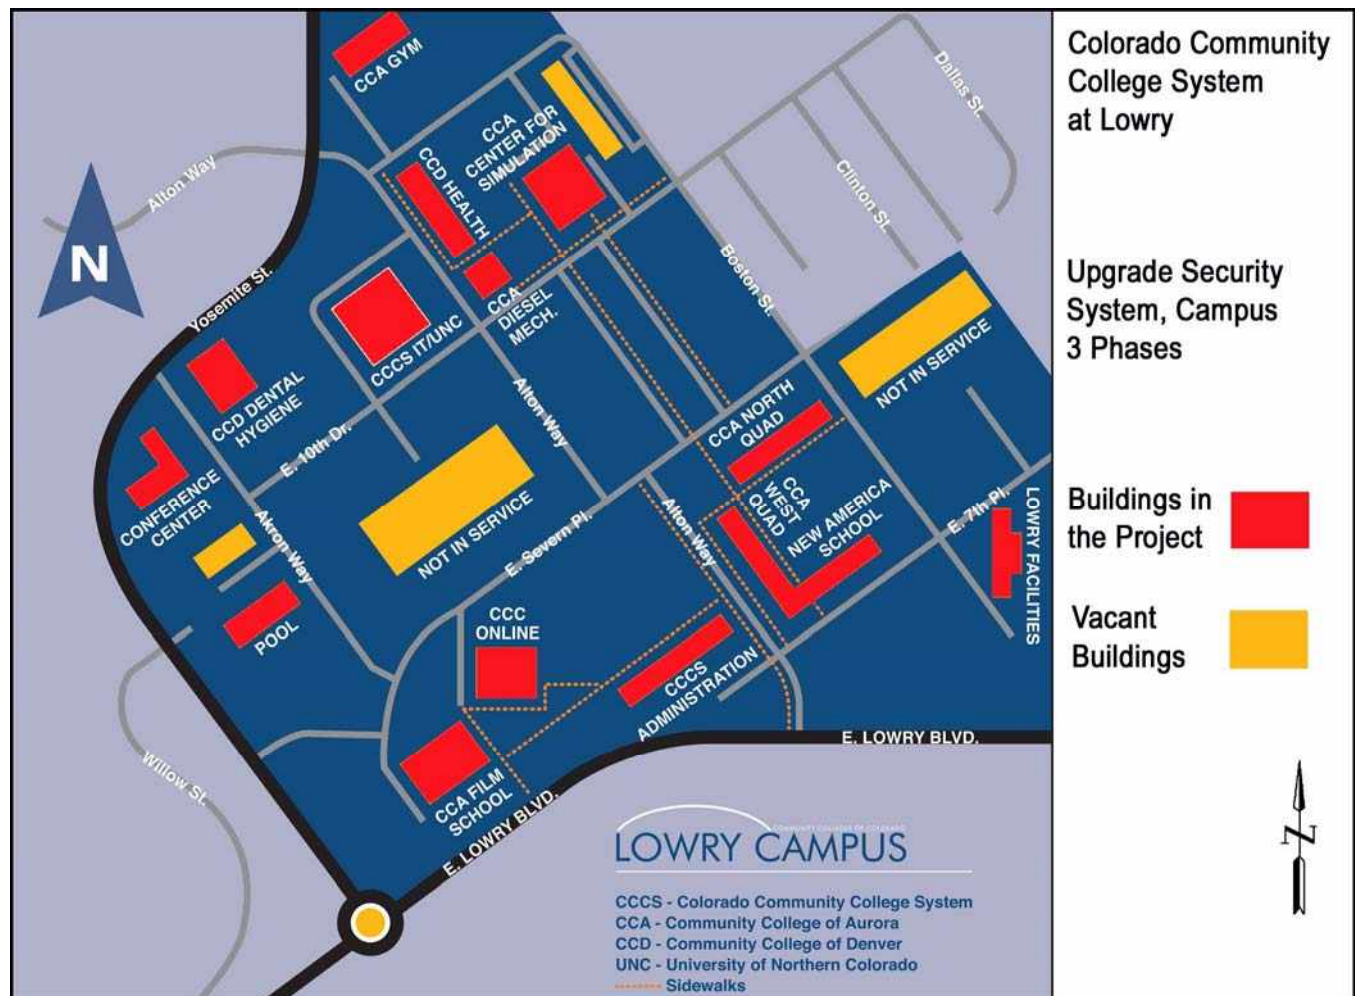 Colorado Community
College System
at Lowry
Upgrade Security
System, Campus
3 Phases
Buildings in
the Project
Vacant
Buildings
N
N
CCA GYM
Alton Way
CCD HEALTH
CCA
CENTER FOR
SIMULATION
Dallas St.
Clinton St.
Boston St.
Yosemite St.
CCCS IT/UNC
CCA
DIESEL
MECH.
CCD DENTAL
HYGIENE
E. 10th Dr.
Alton Way
NOT IN SERVICE
CCA NORTH
QUAD
CCA
WEST
QUAD
NEW AMERICA
SCHOOL
E. 7th Pl.
LOWRY FACILITIES
CONFERENCE
CENTER
Akron Way
NOT IN SERVICE
E. Severn Pl.
Alton Way
POOL
CCC
ONLINE
CCCS
ADMINISTRATION
Willow St.
CCA FILM
SCHOOL
E. LOWRY BLVD.
E. LOWRY BLVD.
COMMUNITY COLLEGES OF COLORADO
LOWRY CAMPUS
CCCS - Colorado Community College System
CCA - Community College of Aurora
CCD - Community College of Denver
UNC - University of Northern Colorado
Sidewalks